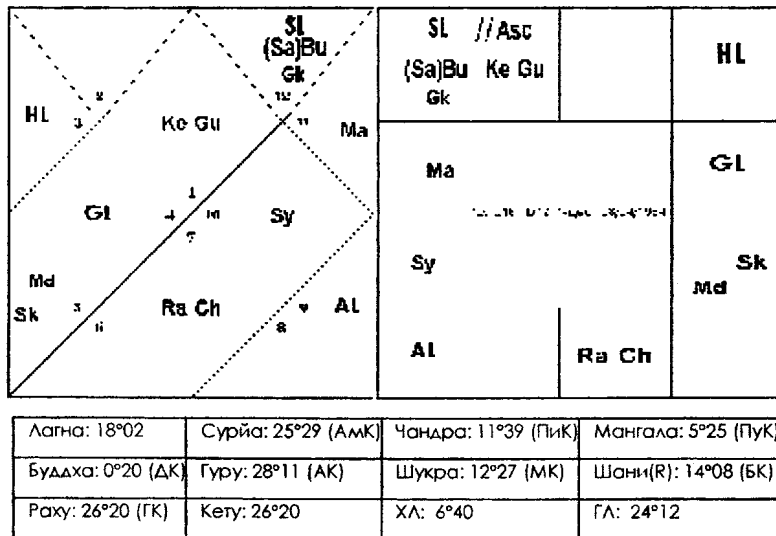 SL
(Sa)Bu
Gk
12
2
HL
3
Ke Gu
11
Ma
1
GL
4
Sy
7
Md
Sk
Ra Ch
9
AL
8
SL //Asc
HL
(Sa)Bu Ke Gu
Gk
Ma
GL
Sy
Sk
Md
AL
Ra Ch
Лагна: 18°02 Сурйа: 25°29 (АмК) Чандра: 11°39 (ПиК) Мангала: 5°25 (ПуК)
Буддха: 0°20 (ДК) Гуру: 28°11 (АК) Шукра: 12°27 (МК) Шани(R): 14°08 (БК)
Раху: 26°20 (ГК) Кету: 26°20 ХЛ: 6°40 ГЛ: 24°12